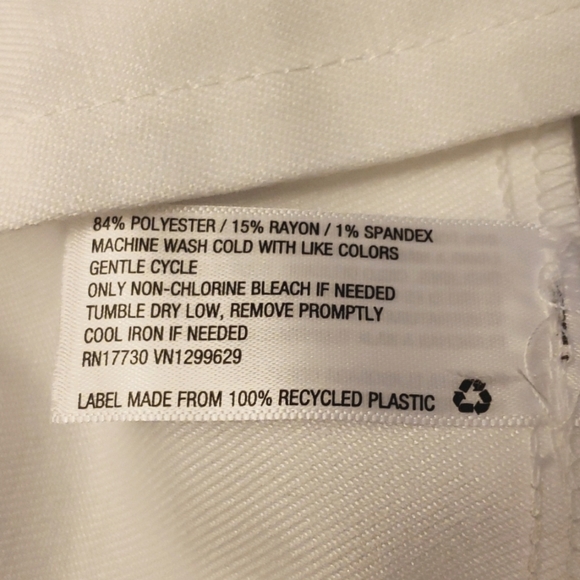 84% POLYESTER / 15% RAYON / 1% SPANDEX
MACHINE WASH COLD WITH LIKE COLORS
GENTLE CYCLE
ONLY NON-CHLORINE BLEACH IF NEEDED
TUMBLE DRY LOW, REMOVE PROMPTLY
COOL IRON IF NEEDED
RN17730 VN1299629
LABEL MADE FROM 100% RECYCLED PLASTIC